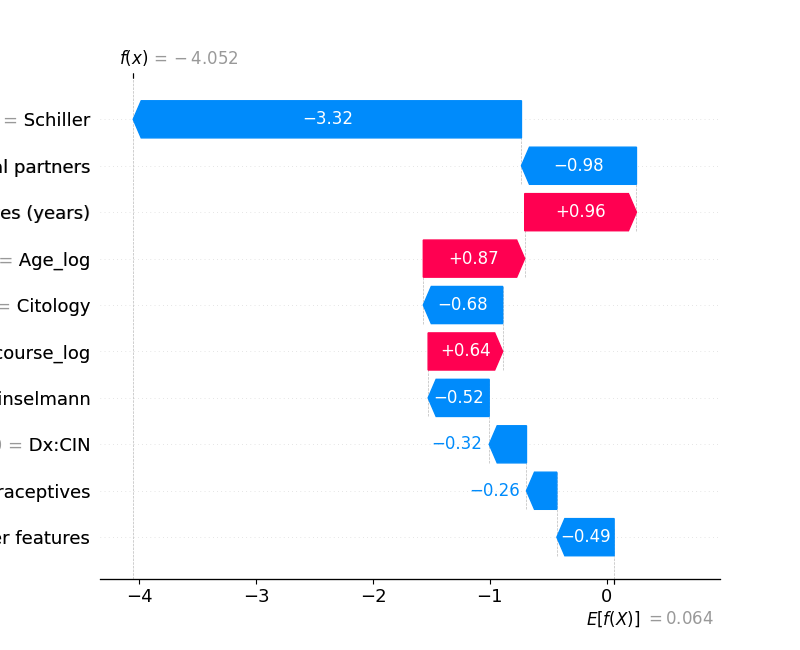 f(x) = −4.052
= Schiller
−3.32
al partners
−0.98
es (years)
+0.96
= Age_log
+0.87
= Citology
−0.68
course_log
+0.64
inselmann
−0.52
) = Dx:CIN
−0.32
raceptives
−0.26
er features
−0.49
−4 −3 −2 −1 0
E[f(X)] = 0.064